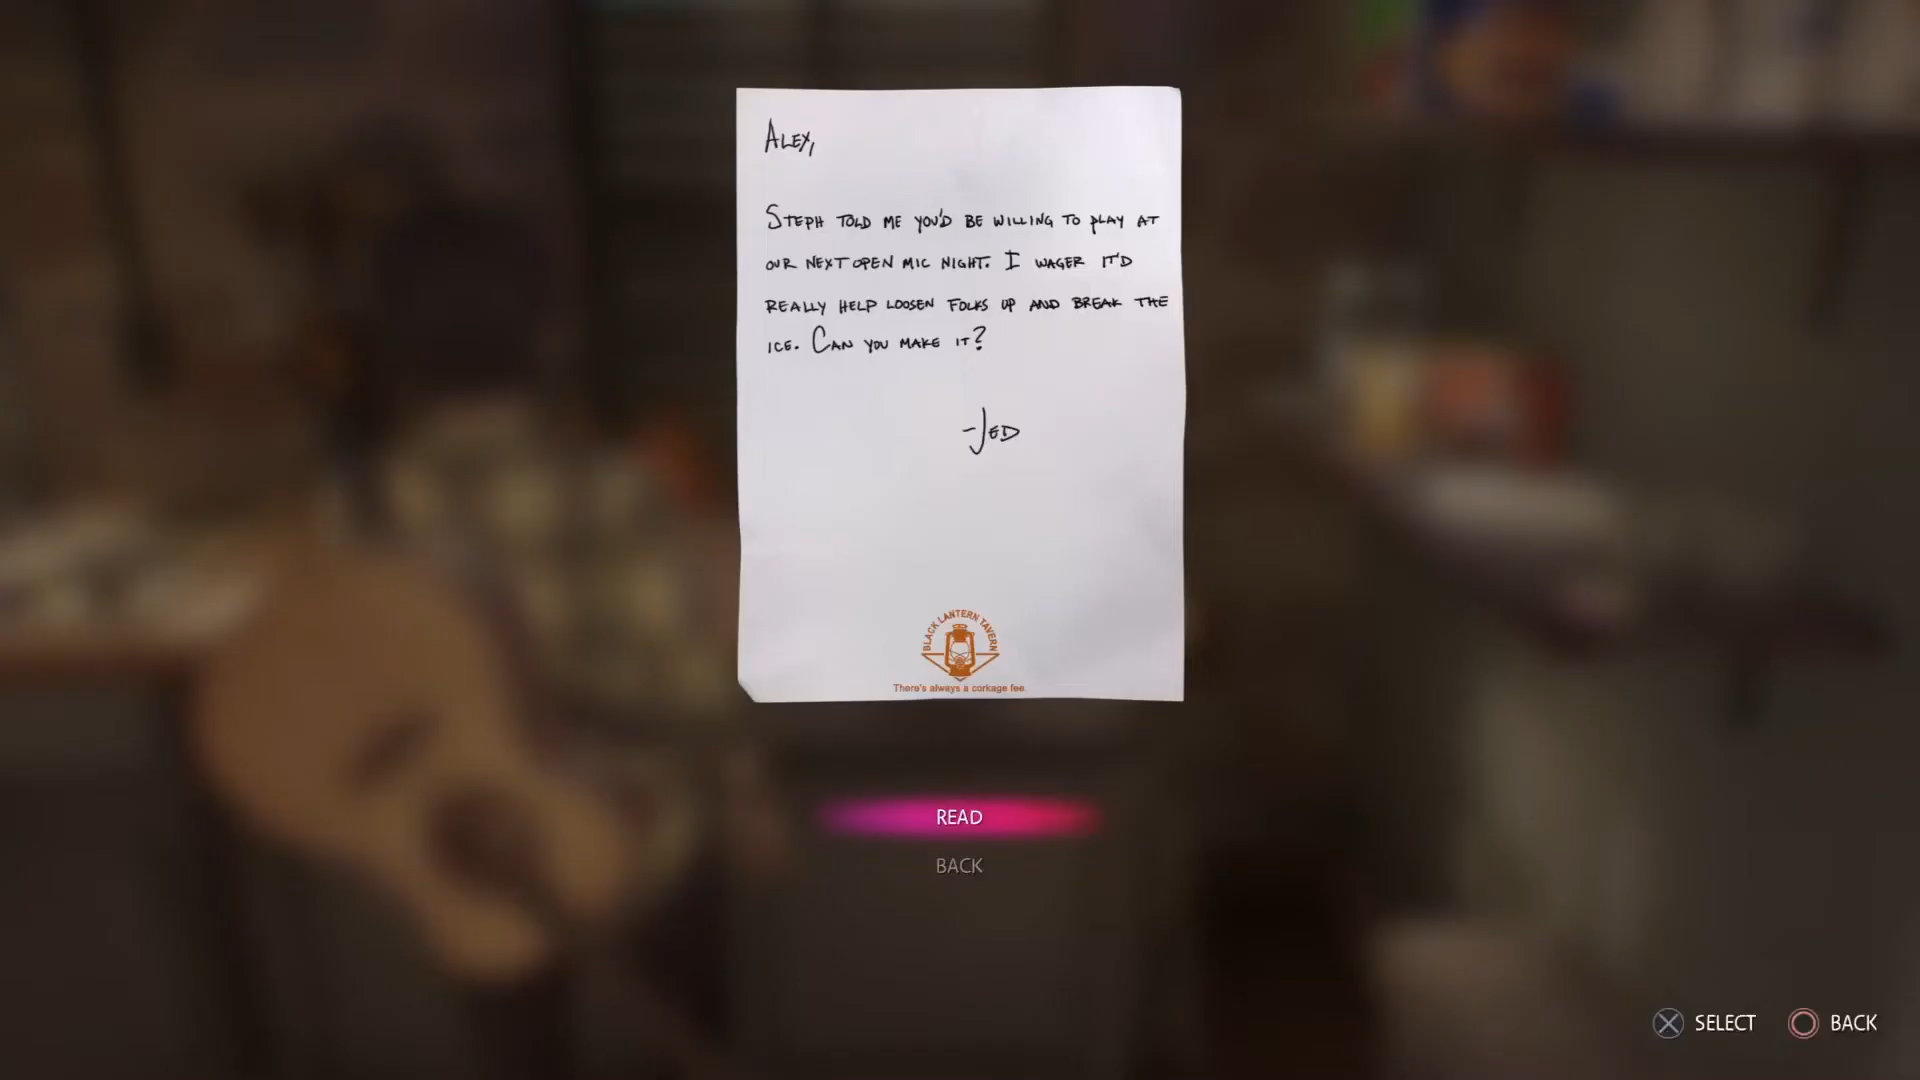 ALEX,
STEPH TOLD ME YOU'D BE WILLING TO PLAY AT
OUR NEXT OPEN MIC NIGHT. I WAGER IT'D
REALLY HELP LOOSEN FOLKS UP AND BREAK THE
ICE. CAN YOU MAKE IT?
-JED
BLACK LANTERN TAVERN
There's always a corkage fee.
READ
BACK
SELECT BACK